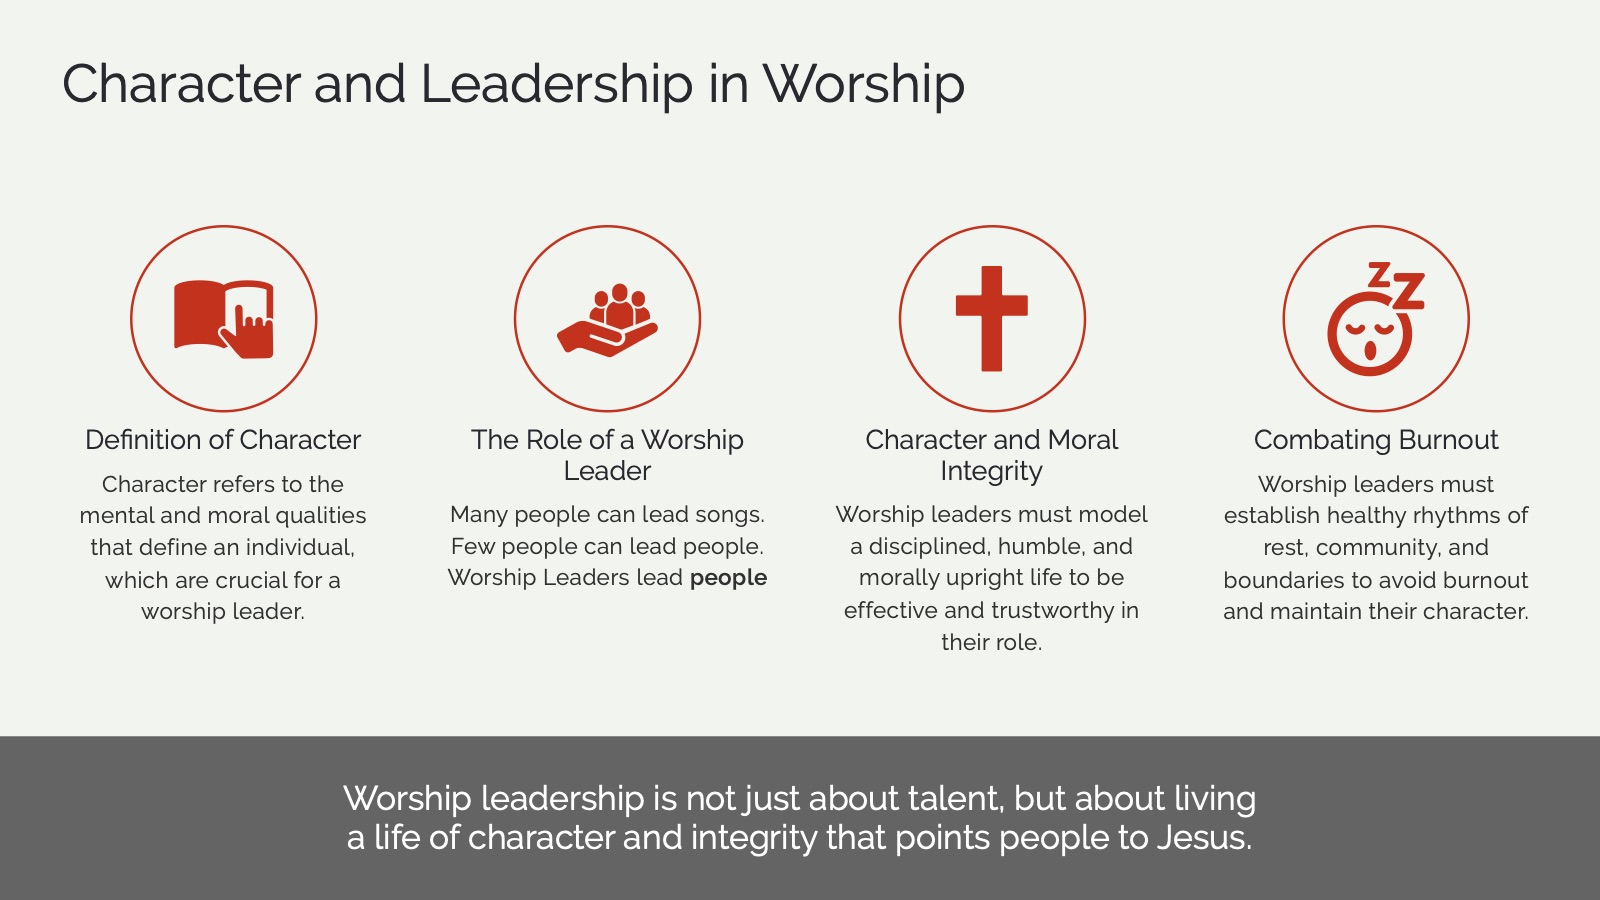 Character and Leadership in Worship
Definition of Character
Character refers to the
mental and moral qualities
that define an individual,
which are crucial for a
worship leader.
The Role of a Worship
Leader
Many people can lead songs.
Few people can lead people.
Worship Leaders lead people
Character and Moral
Integrity
Worship leaders must model
a disciplined, humble, and
morally upright life to be
effective and trustworthy in
their role.
Combating Burnout
Worship leaders must
establish healthy rhythms of
rest, community, and
boundaries to avoid burnout
and maintain their character.
Worship leadership is not just about talent, but about living
a life of character and integrity that points people to Jesus.